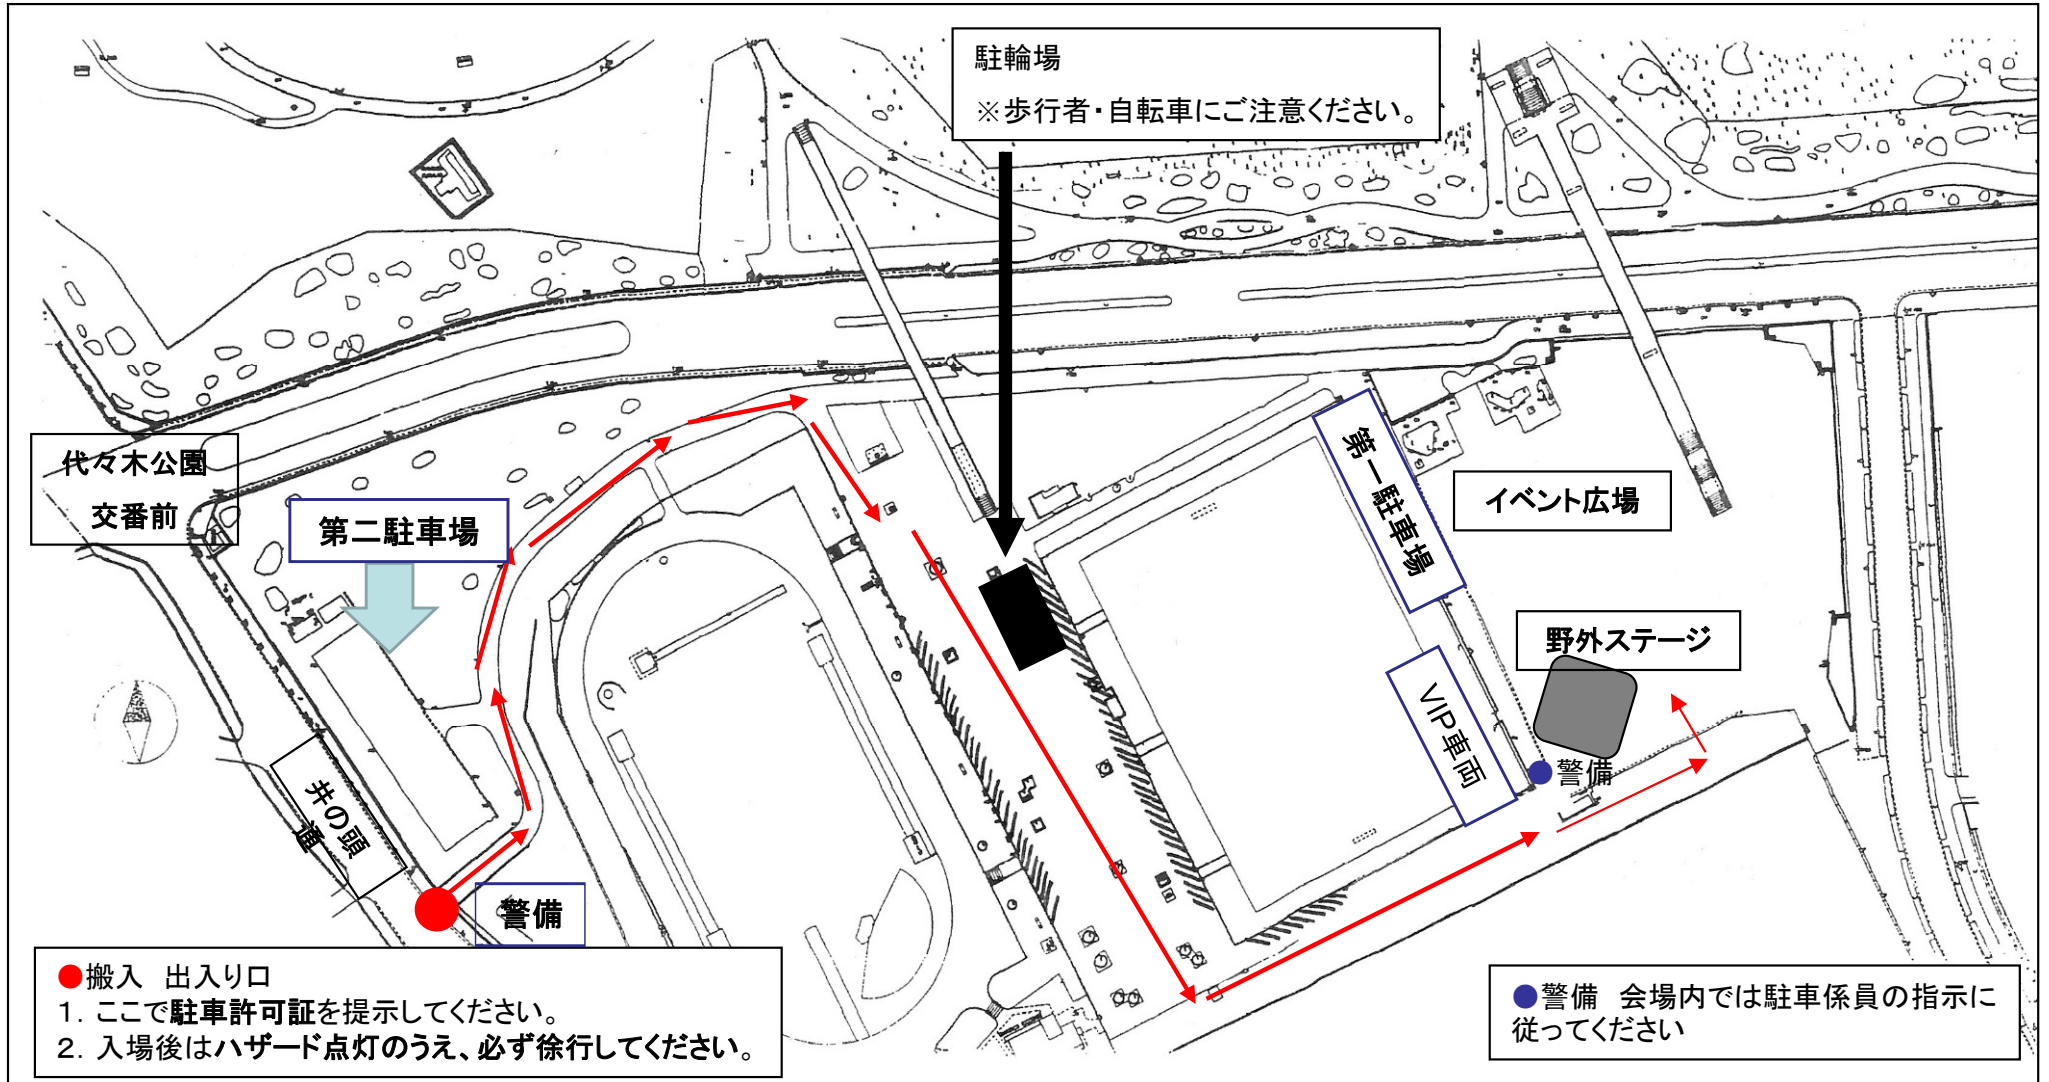 駐輪場
※歩行者・自転車にご注意ください。
代々木公園
交番前
第二駐車場
第一駐車場
イベント広場
野外ステージ
VIP車両
警備
井の頭
通
警備
●搬入 出入り口
1. ここで駐車許可証を提示してください。
2. 入場後はハザード点灯のうえ、必ず徐行してください。
●警備 会場内では駐車係員の指示に
従ってください